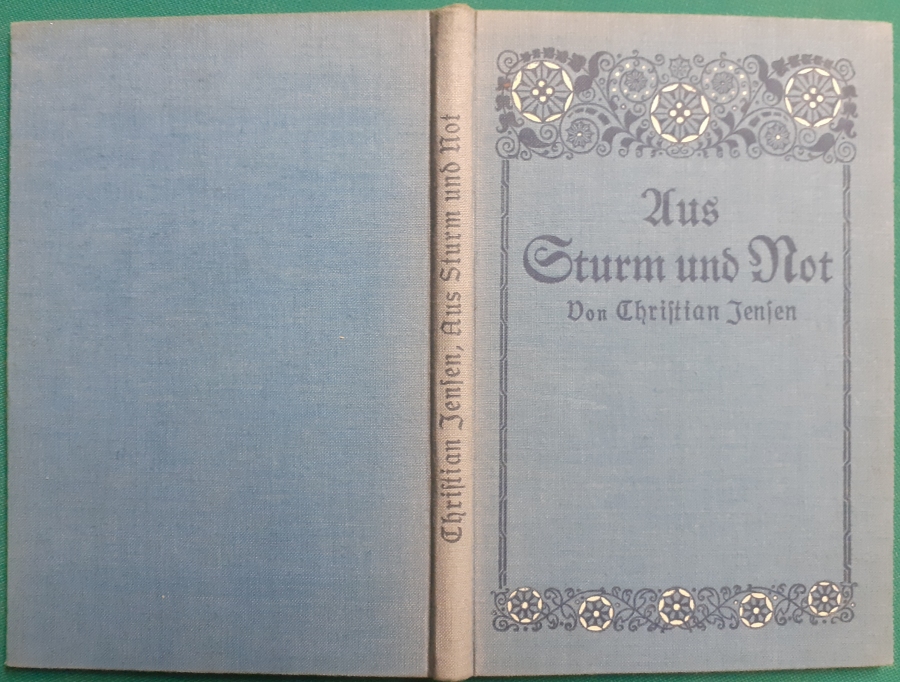 Christian Jenſen, Aus Sturm und Not
Aus
Sturm und Not
Von Chriſtian Jenſen